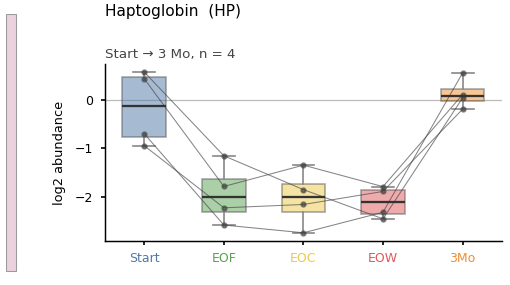 Haptoglobin (HP)
Start → 3 Mo, n = 4
log2 abundance
0
−1
−2
Start EOF EOC EOW 3Mo